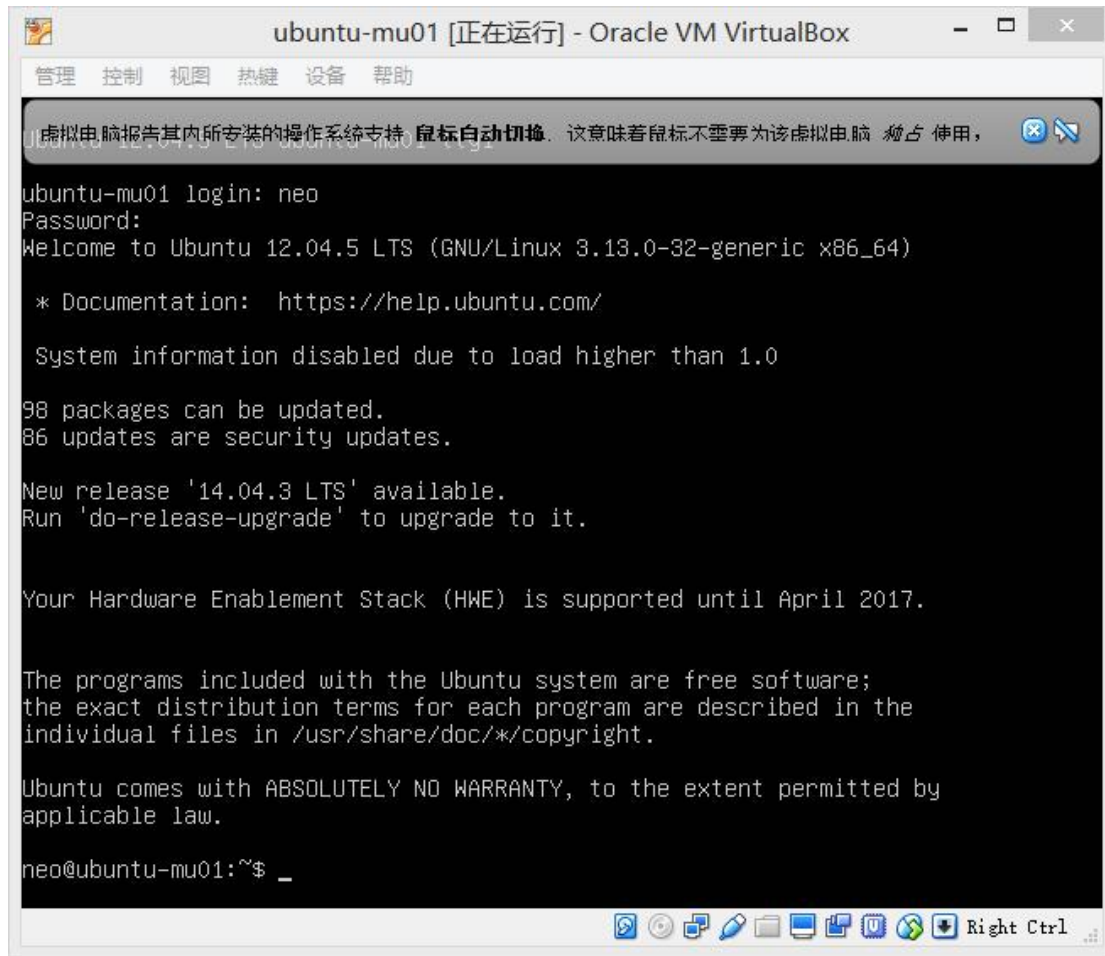 ubuntu-mu01 [正在运行] - Oracle VM VirtualBox
管理 控制 视图 热键 设备 帮助
虚拟电脑报告其内所安装的操作系统支持 鼠标自动切换. 这意味着鼠标不需要为该虚拟电脑 独占 使用,
Ubuntu 12.04.5 LTS ubuntu-mu01 tty1
ubuntu-mu01 login: neo
Password:
Welcome to Ubuntu 12.04.5 LTS (GNU/Linux 3.13.0-32-generic x86_64)
* Documentation: https://help.ubuntu.com/
System information disabled due to load higher than 1.0
98 packages can be updated.
86 updates are security updates.
New release '14.04.3 LTS' available.
Run 'do-release-upgrade' to upgrade to it.
Your Hardware Enablement Stack (HWE) is supported until April 2017.
The programs included with the Ubuntu system are free software;
the exact distribution terms for each program are described in the
individual files in /usr/share/doc/*/copyright.
Ubuntu comes with ABSOLUTELY NO WARRANTY, to the extent permitted by
applicable law.
neo@ubuntu-mu01:~$ _
Right Ctrl